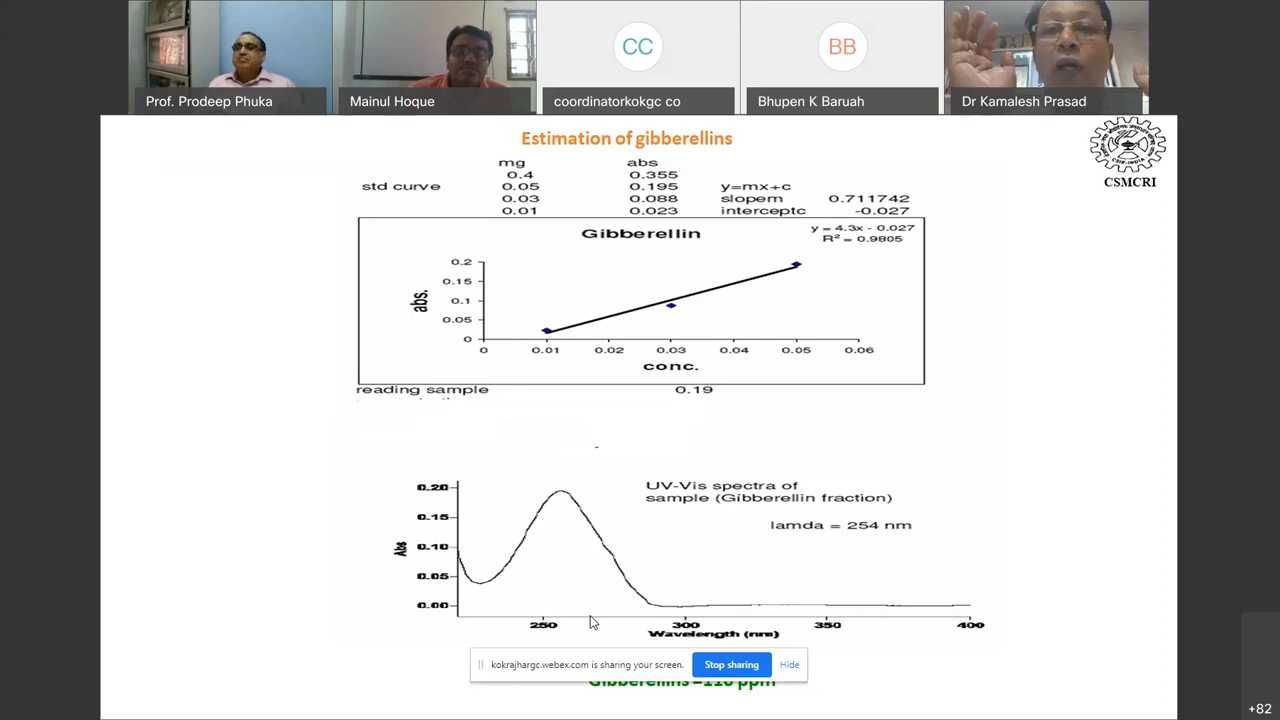 CC
BB
Prof. Prodeep Phuka
Mainul Hoque
coordinatorkokgc co
Bhupen K Baruah
Dr Kamalesh Prasad
Estimation of gibberellins
CSMCRI
mg abs
0.4 0.355
std curve 0.05 0.195 y=mx+c
0.03 0.088 slopem 0.711742
0.01 0.023 interceptc -0.027
Gibberellin
y = 4.3x - 0.027
R² = 0.9805
0.2
0.15
0.1
0.05
0
abs.
0 0.01 0.02 0.03 0.04 0.05 0.06
conc.
reading sample 0.19
UV-Vis spectra of
sample (Gibberellin fraction)
lamda = 254 nm
0.20
0.15
0.10
0.05
0.00
Abs
250 300 350 400
Wavelength (nm)
kokrajhargc.webex.com is sharing your screen. Stop sharing Hide
Gibberellins =110 ppm
+82